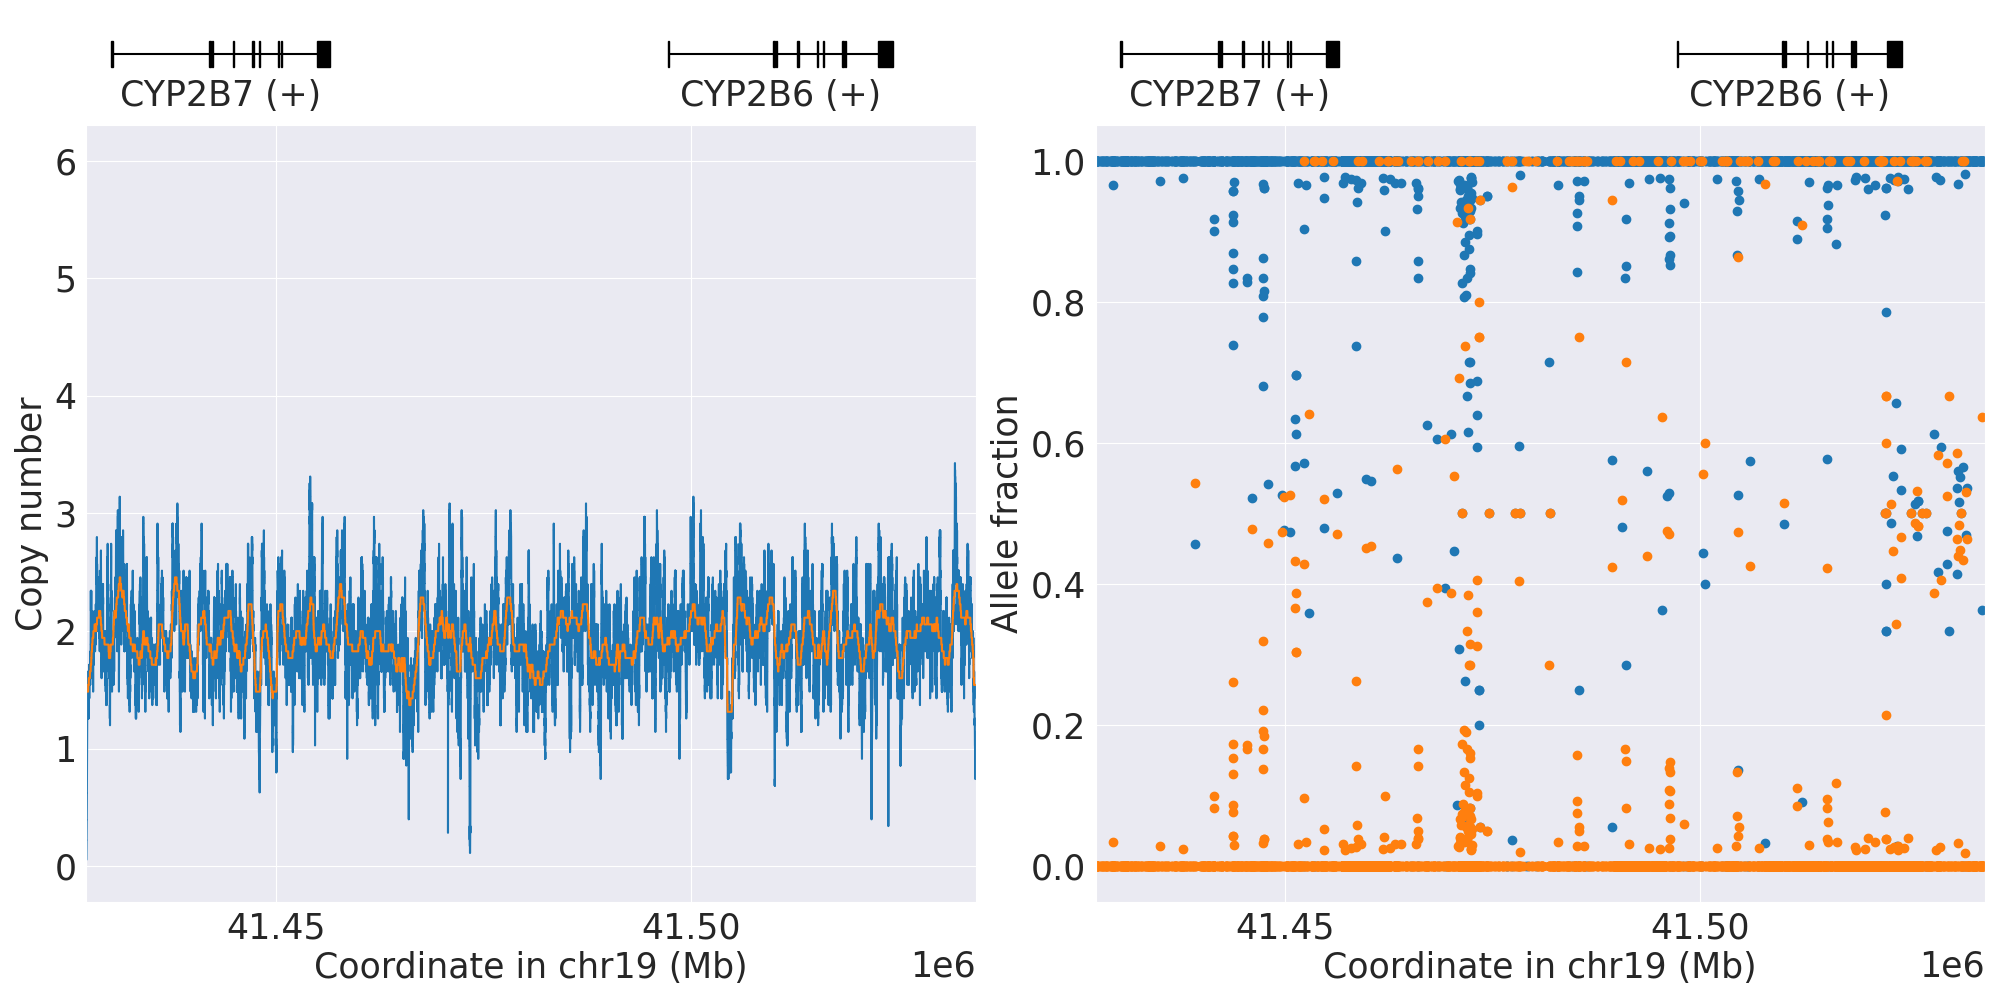 CYP2B7 (+)
CYP2B6 (+)
CYP2B7 (+)
CYP2B6 (+)
Copy number
6
5
4
3
2
1
0
41.45
41.50
Coordinate in chr19 (Mb)
1e6
Allele fraction
1.0
0.8
0.6
0.4
0.2
0.0
41.45
41.50
Coordinate in chr19 (Mb)
1e6